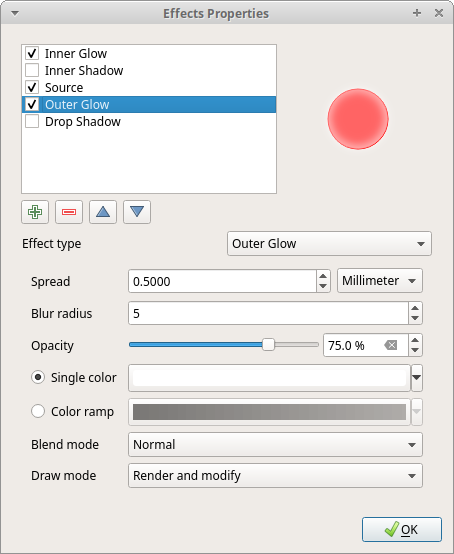 Effects Properties
Inner Glow
Inner Shadow
Source
Outer Glow
Drop Shadow
Effect type Outer Glow
Spread 0.5000 Millimeter
Blur radius 5
Opacity 75.0 %
Single color
Color ramp
Blend mode Normal
Draw mode Render and modify
OK